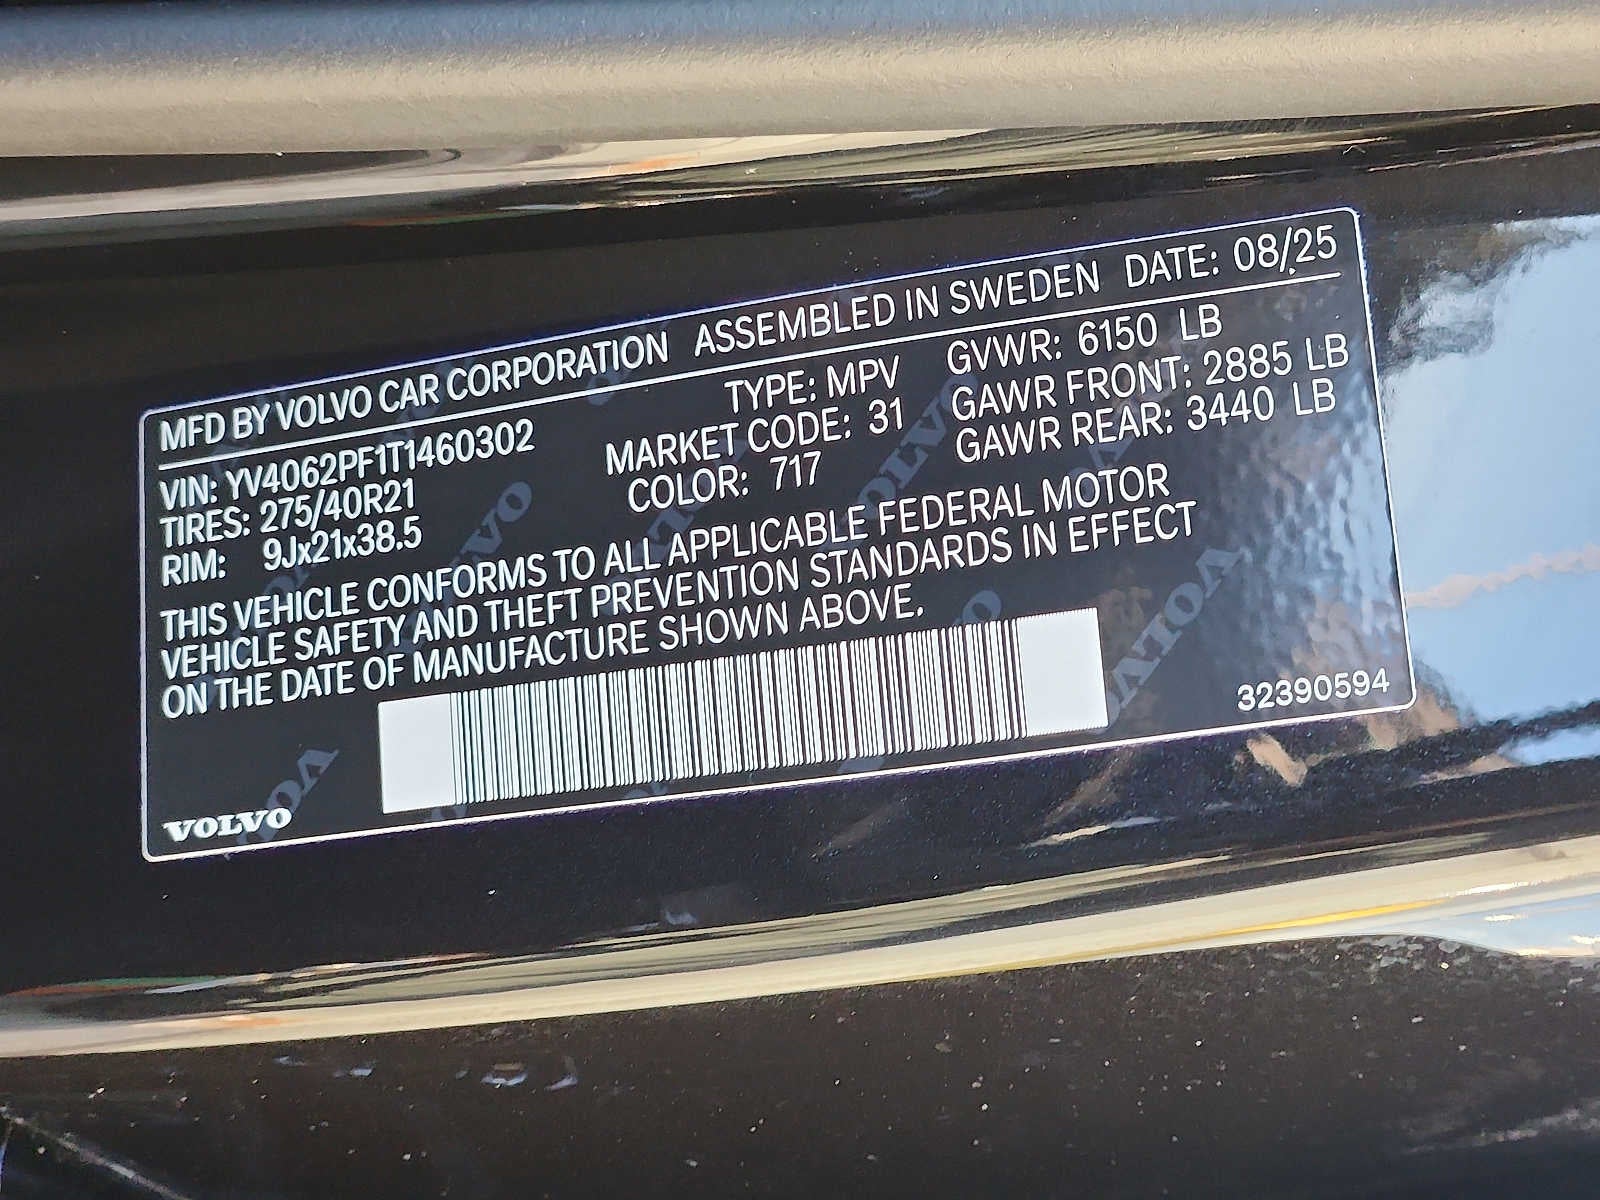 MFD BY VOLVO CAR CORPORATION ASSEMBLED IN SWEDEN DATE: 08/25
VIN: YV4062PF1T1460302 TYPE: MPV GVWR: 6150 LB
TIRES: 275/40R21 MARKET CODE: 31 GAWR FRONT: 2885 LB
RIM: 9Jx21x38.5 COLOR: 717 GAWR REAR: 3440 LB
THIS VEHICLE CONFORMS TO ALL APPLICABLE FEDERAL MOTOR
VEHICLE SAFETY AND THEFT PREVENTION STANDARDS IN EFFECT
ON THE DATE OF MANUFACTURE SHOWN ABOVE.
32390594
VOLVO